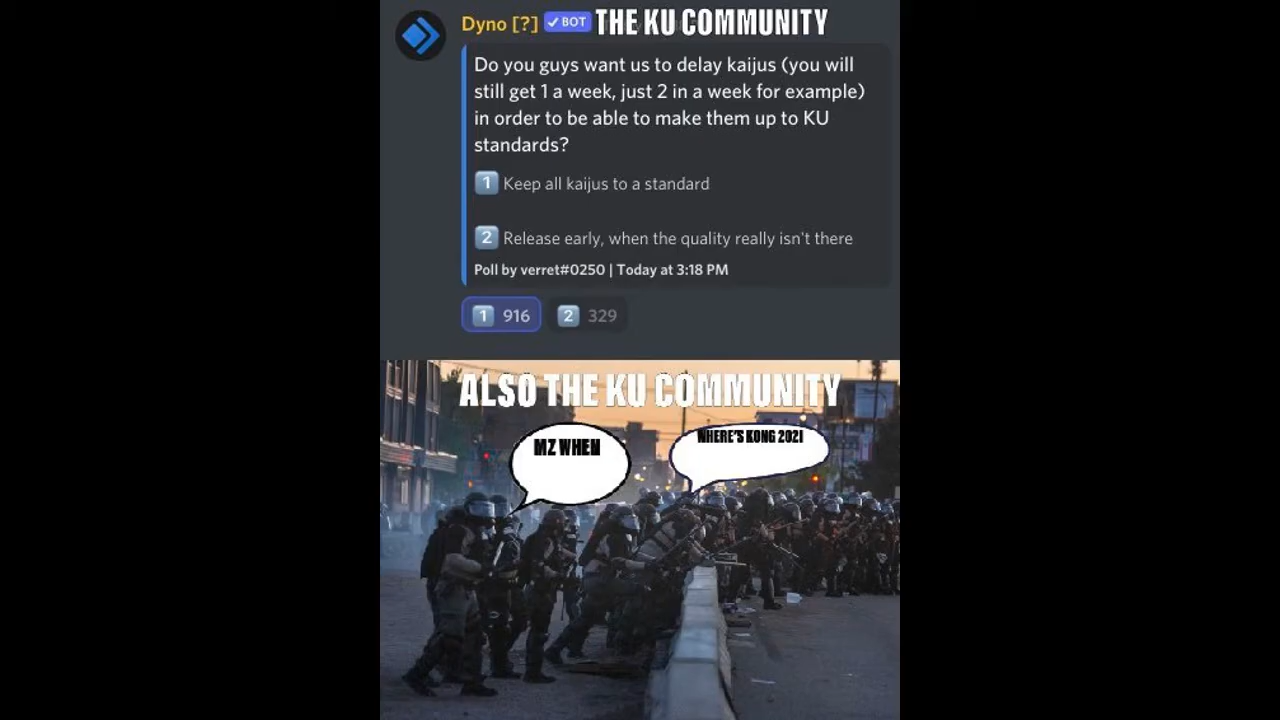 Dyno [?] ✓ BOT THE KU COMMUNITY
Do you guys want us to delay kaijus (you will
still get 1 a week, just 2 in a week for example)
in order to be able to make them up to KU
standards?
1 Keep all kaijus to a standard
2 Release early, when the quality really isn't there
Poll by verret#0250 | Today at 3:18 PM
1 916 2 329
ALSO THE KU COMMUNITY
MZ WHEN
WHERE'S KONG 2021